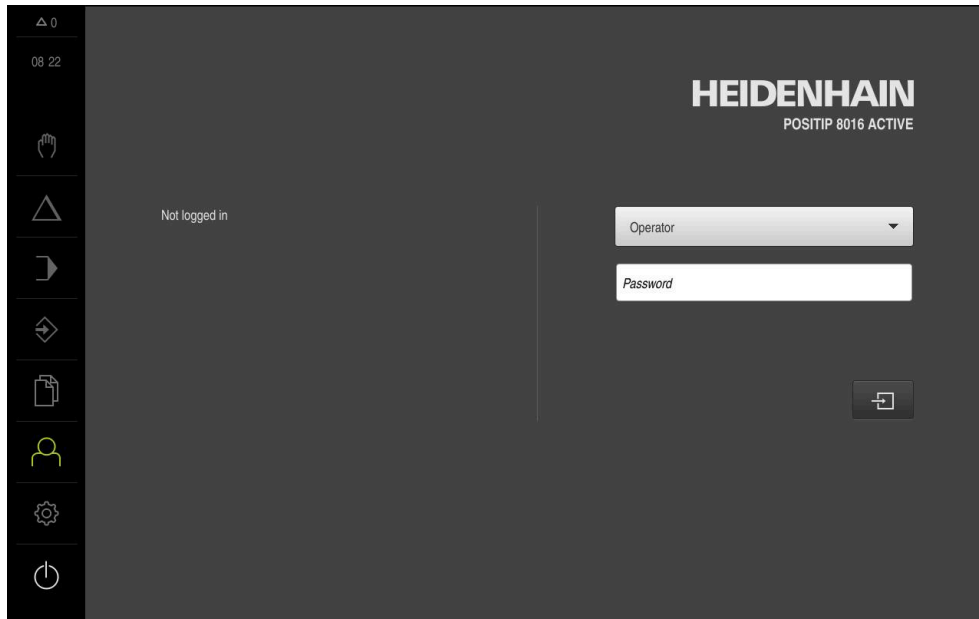 0
08 22
HEIDENHAIN
POSITIP 8016 ACTIVE
Not logged in
Operator
Password